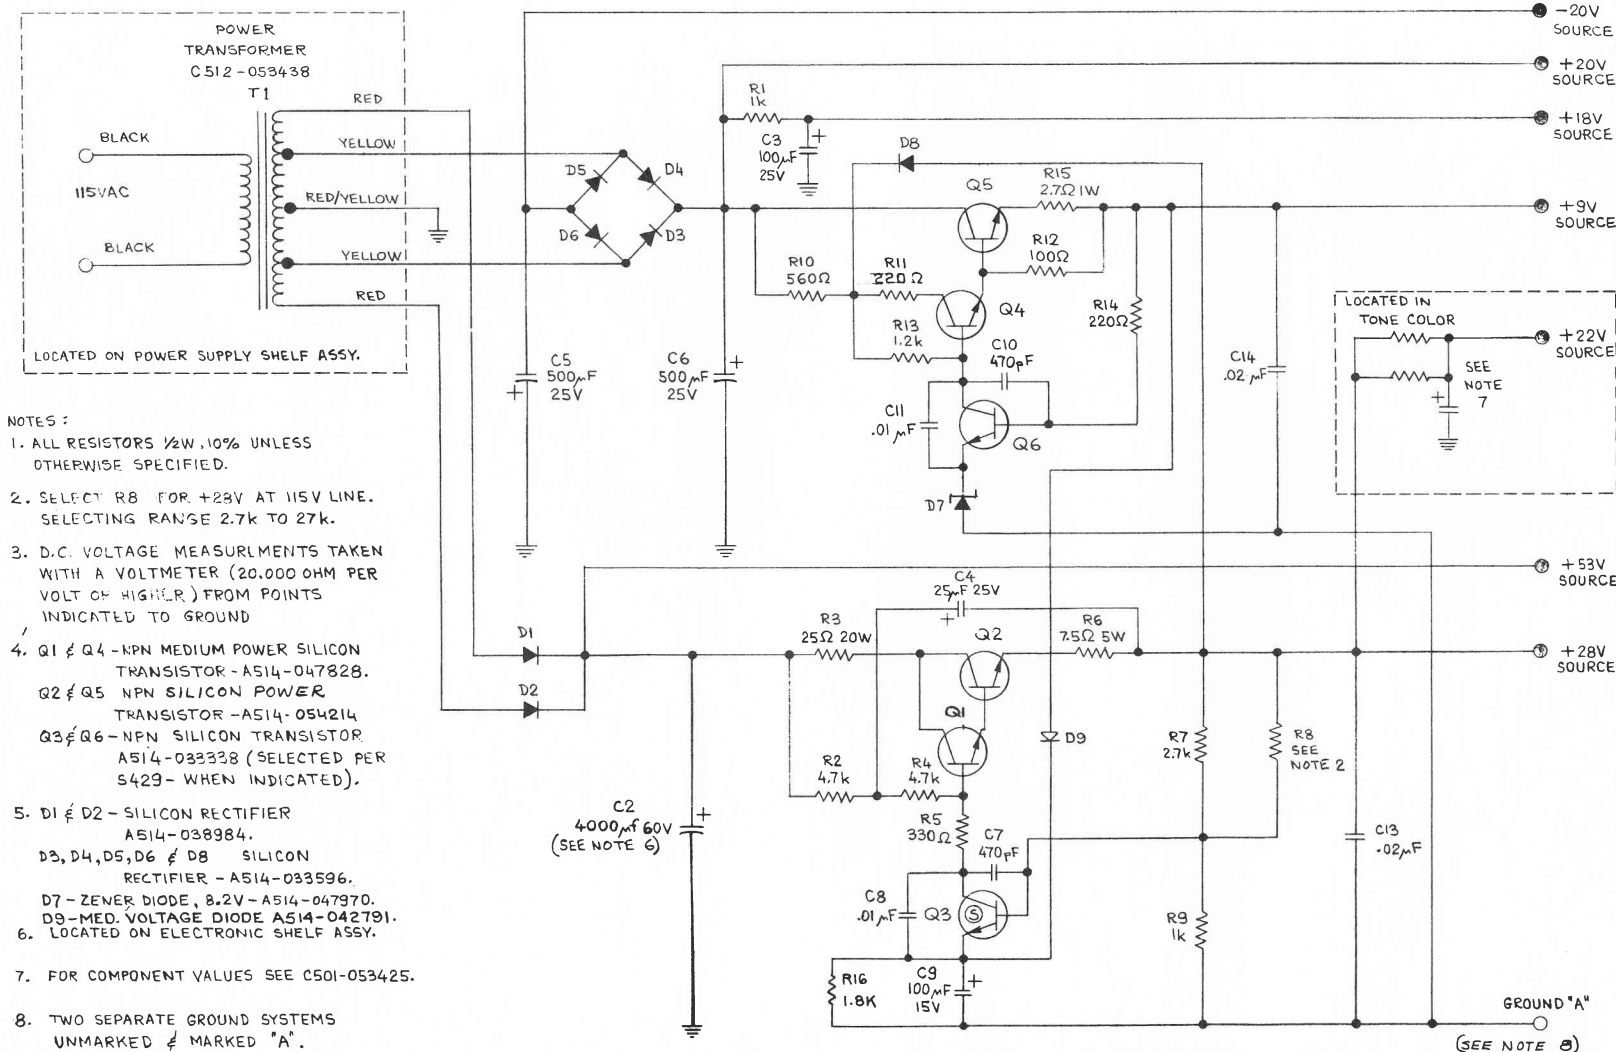 POWER
TRANSFORMER
C512-053438
T1
RED
BLACK
YELLOW
115VAC
RED/YELLOW
BLACK
YELLOW
RED
LOCATED ON POWER SUPPLY SHELF ASSY.
D5
D4
D6
D3
C5
500μF
25V
+
C6
500μF
25V
+
R1
1k
C3
100μF
25V
+
D8
Q5
R15
2.7Ω 1W
R12
100Ω
R10
560Ω
R11
220 Ω
Q4
R13
1.2k
C10
470pF
R14
220Ω
C11
.01 μF
Q6
D7
C14
.02 μF
-20V
SOURCE
+20V
SOURCE
+18V
SOURCE
+9V
SOURCE
LOCATED IN
TONE COLOR
+22V
SOURCE
SEE
NOTE
7
+
+53V
SOURCE
+28V
SOURCE
D1
D2
C4
25μF 25V
+
R3
25Ω 20W
Q2
R6
7.5Ω 5W
Q1
R2
4.7k
R4
4.7k
D9
R7
2.7k
R8
SEE
NOTE 2
C2
4000μf 60V
(SEE NOTE 6)
+
R5
330Ω
C7
470pF
C8
.01μF
Q3
S
C13
.02μF
R9
1k
R16
1.8K
C9
100μF
15V
+
GROUND "A"
(SEE NOTE 8)
NOTES:
1. ALL RESISTORS 1/2W, 10% UNLESS
OTHERWISE SPECIFIED.
2. SELECT R8 FOR +28V AT 115V LINE.
SELECTING RANGE 2.7k TO 27k.
3. D.C. VOLTAGE MEASUREMENTS TAKEN
WITH A VOLTMETER (20.000 OHM PER
VOLT OR HIGHER) FROM POINTS
INDICATED TO GROUND
4. Q1 & Q4 - NPN MEDIUM POWER SILICON
TRANSISTOR - A514-047828.
Q2 & Q5 NPN SILICON POWER
TRANSISTOR - A514-054214
Q3 & Q6 - NPN SILICON TRANSISTOR
A514-033338 (SELECTED PER
S429- WHEN INDICATED).
5. D1 & D2 - SILICON RECTIFIER
A514-038984.
D3, D4, D5, D6 & D8 SILICON
RECTIFIER - A514-033596.
D7 - ZENER DIODE, 8.2V - A514-047970.
D9 - MED. VOLTAGE DIODE A514-042791.
6. LOCATED ON ELECTRONIC SHELF ASSY.
7. FOR COMPONENT VALUES SEE C501-053425.
8. TWO SEPARATE GROUND SYSTEMS
UNMARKED & MARKED "A".